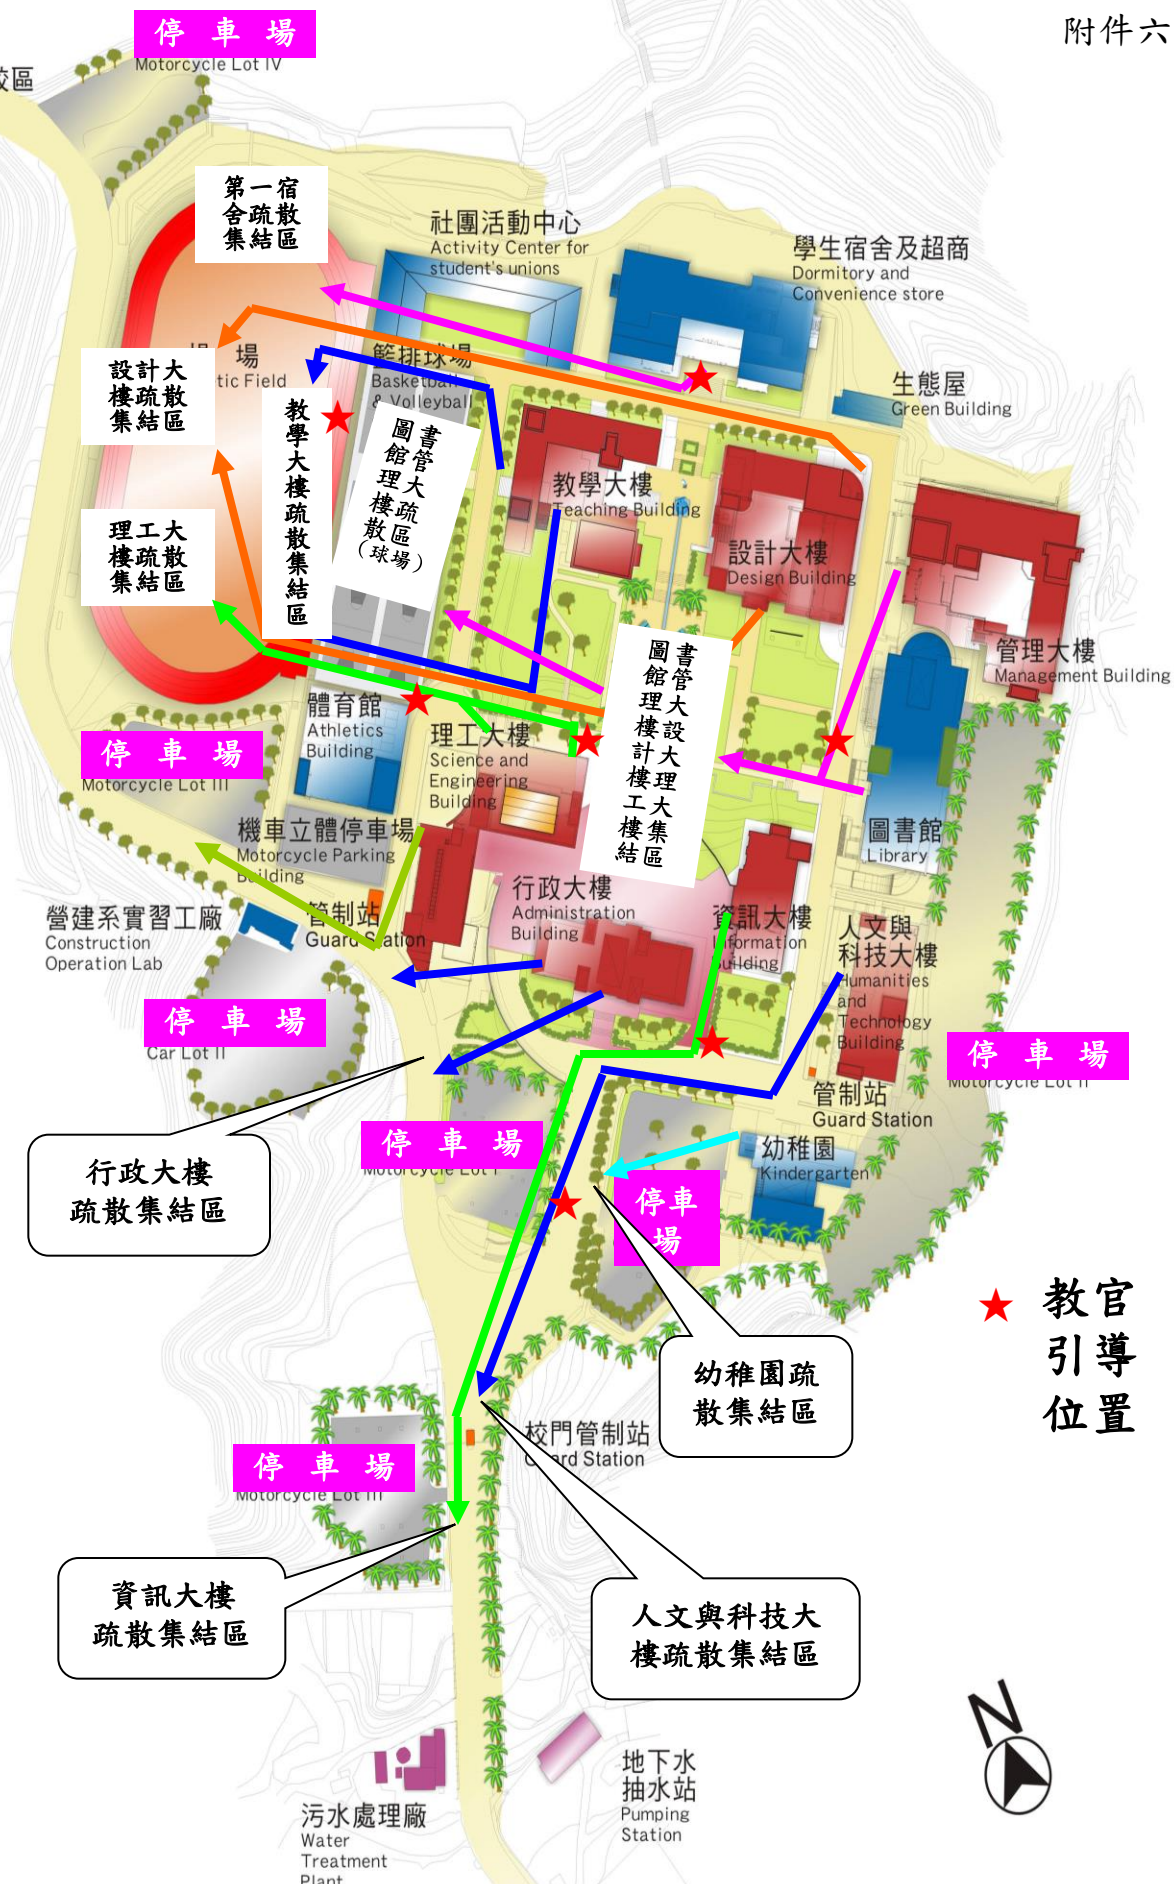 附件六
停 車 場
Motorcycle Lot IV
校區
第一宿
舍疏散
集結區
社團活動中心
Activity Center for
student's unions
學生宿舍及超商
Dormitory and
Convenience store
場
tic Field
設計大
樓疏散
集結區
籃排球場
Basketball
& Volleyball
生態屋
Green Building
教學大樓疏散集結區
圖書
館管
理大
樓疏
散區
(球場)
教學大樓
Teaching Building
理工大
樓疏散
集結區
設計大樓
Design Building
圖書
館管
理大
樓設
計大
樓理
工大
樓集
結區
管理大樓
Management Building
體育館
Athletics
Building
理工大樓
Science and
Engineering
Building
停 車 場
Motorcycle Lot III
機車立體停車場
Motorcycle Parking
Building
圖書館
Library
營建系實習工廠
Construction
Operation Lab
管制站
Guard Station
行政大樓
Administration
Building
資訊大樓
Information
Building
人文與
科技大樓
Humanities
and
Technology
Building
停 車 場
Car Lot II
停 車 場
Motorcycle Lot II
管制站
Guard Station
停 車 場
Motorcycle Lot I
幼稚園
Kindergarten
行政大樓
疏散集結區
停車
場
教官
引導
位置
幼稚園疏
散集結區
校門管制站
Guard Station
停 車 場
Motorcycle Lot III
資訊大樓
疏散集結區
人文與科技大
樓疏散集結區
N
地下水
抽水站
Pumping
Station
污水處理廠
Water
Treatment
Plant